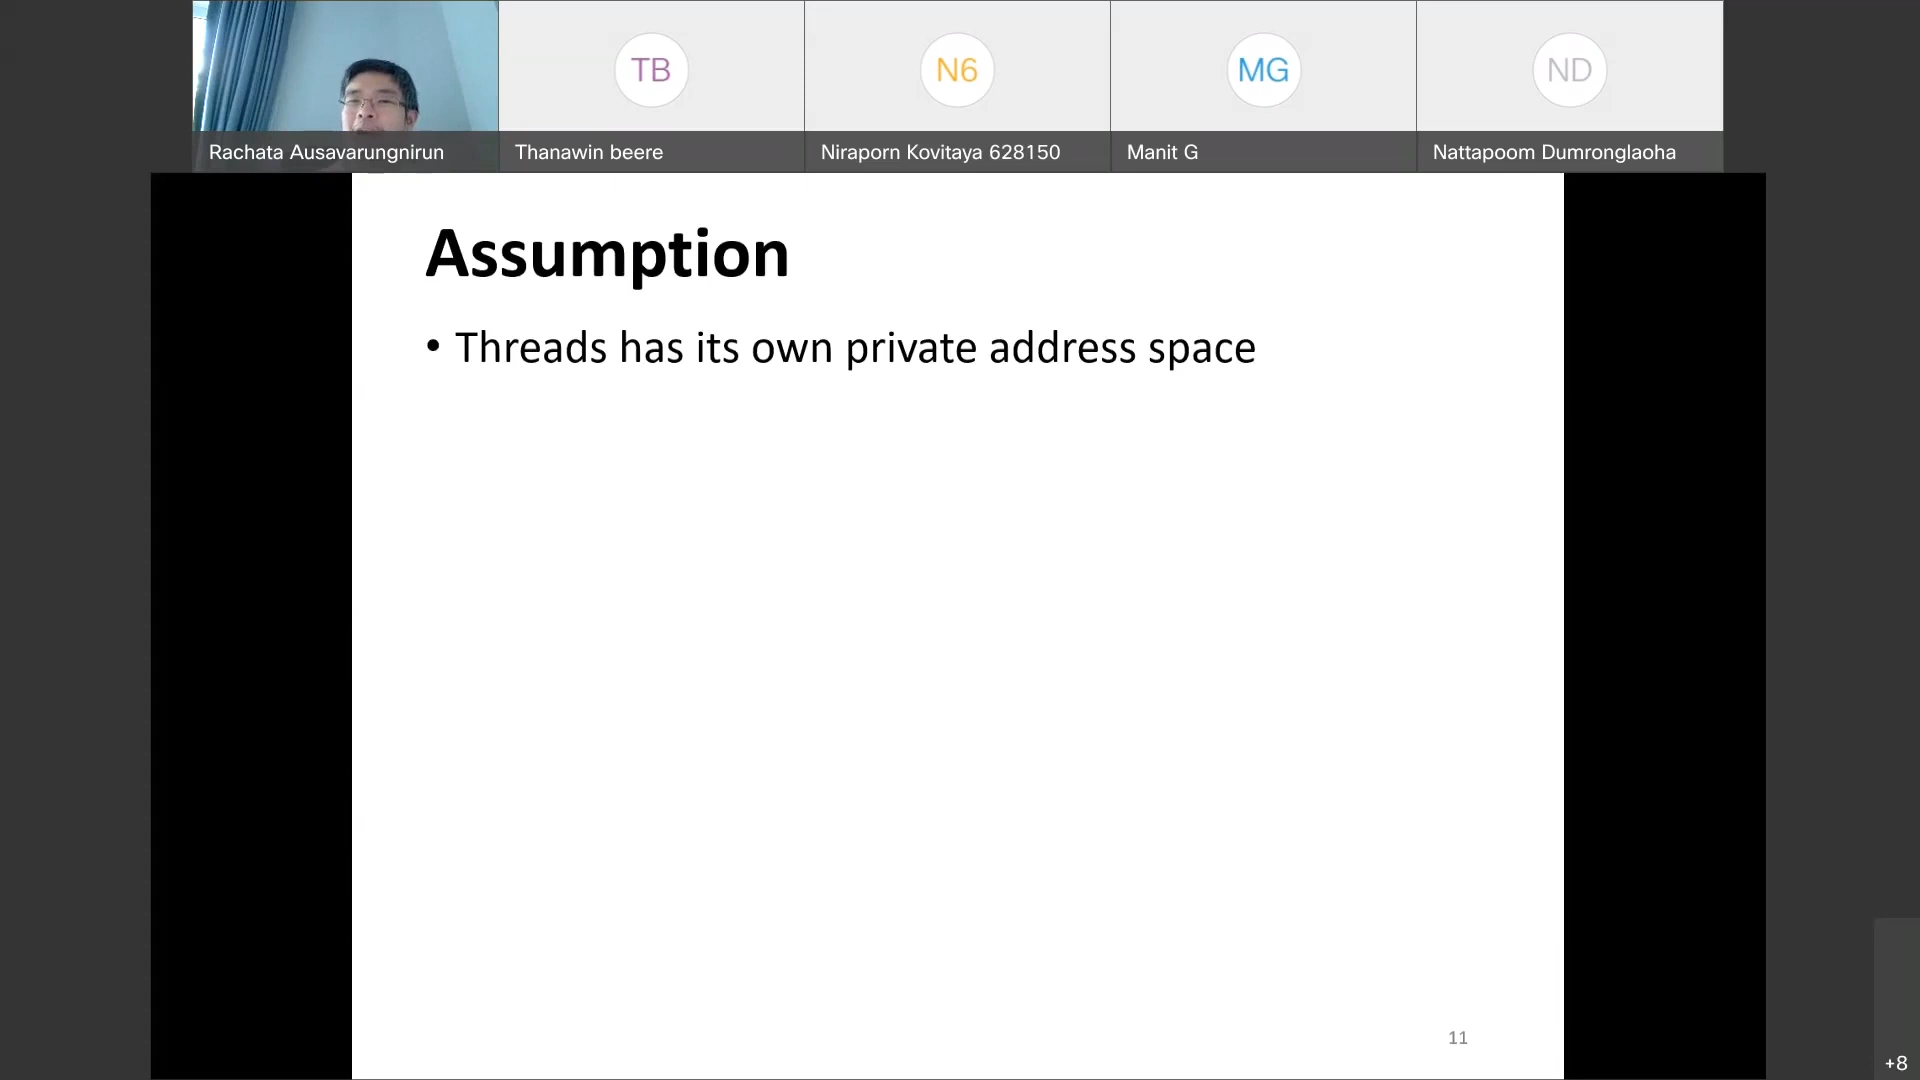 TB
N6
MG
ND
Rachata Ausavarungnirun
Thanawin beere
Niraporn Kovitaya 628150
Manit G
Nattapoom Dumronglaoha
Assumption
• Threads has its own private address space
11
+8